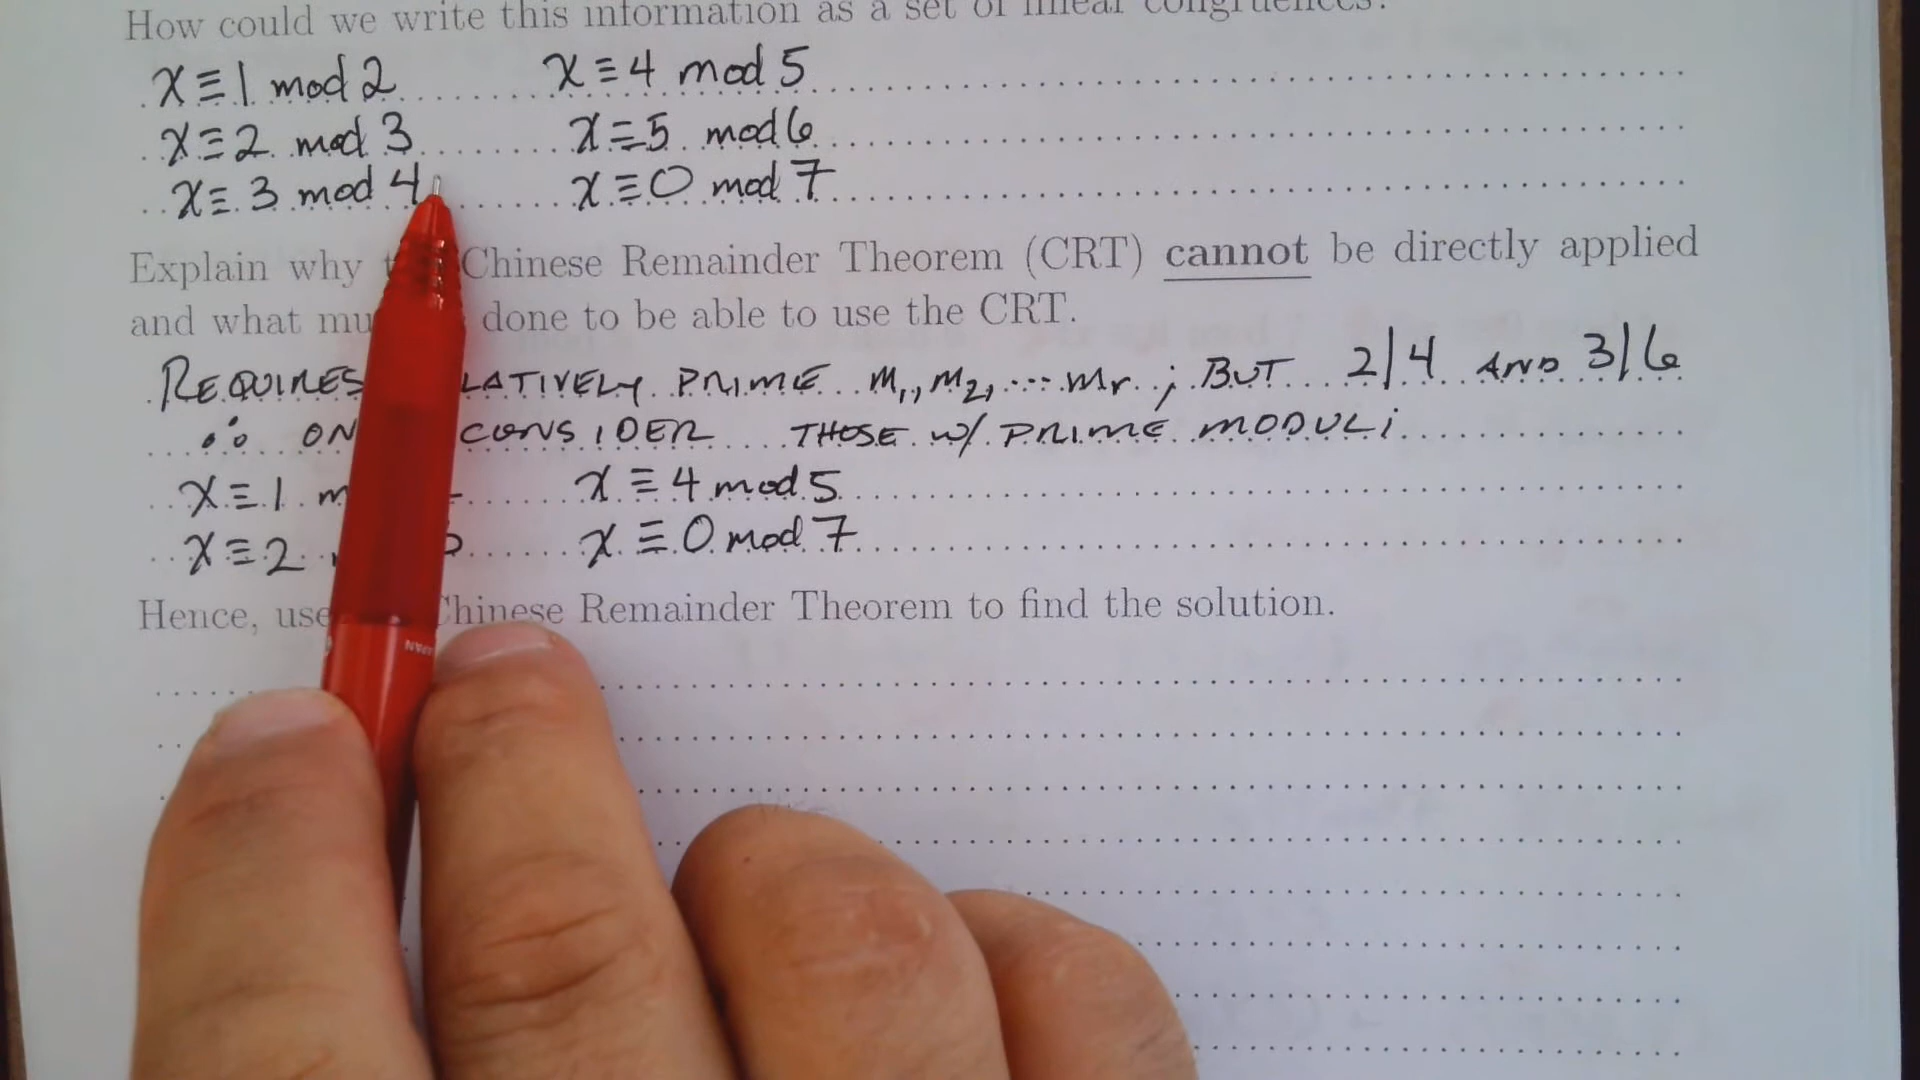 How could we write this information as a set of linear congruences?
x≡1 mod 2 x≡4 mod 5
x≡2 mod 3 x≡5 mod 6
x≡3 mod 4 x≡0 mod 7
Explain why Chinese Remainder Theorem (CRT) cannot be directly applied
and what done to be able to use the CRT.
REQUIRES PRIME m₁, m₂, ... mr ; BUT 2|4 AND 3|6
∴ CONSIDER THOSE w/ PRIME MODULI
x≡1 x≡4 mod 5
x≡2 x≡0 mod 7
Hence, use Chinese Remainder Theorem to find the solution.
JAPAN